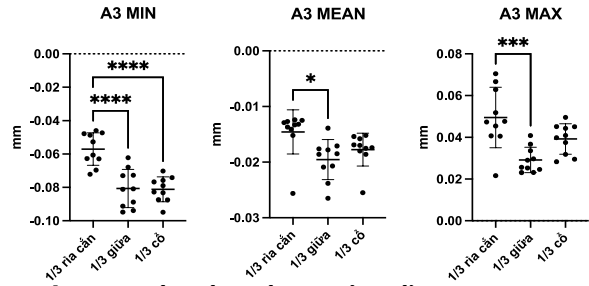 A3 MIN
0.00
-0.02
-0.04
-0.06
-0.08
-0.10
mm
****
****
1/3 rìa cắn
1/3 giữa
1/3 cổ
A3 MEAN
0.00
-0.01
-0.02
-0.03
mm
*
1/3 rìa cắn
1/3 giữa
1/3 cổ
A3 MAX
0.08
0.06
0.04
0.02
0.00
mm
***
1/3 rìa cắn
1/3 giữa
1/3 cổ